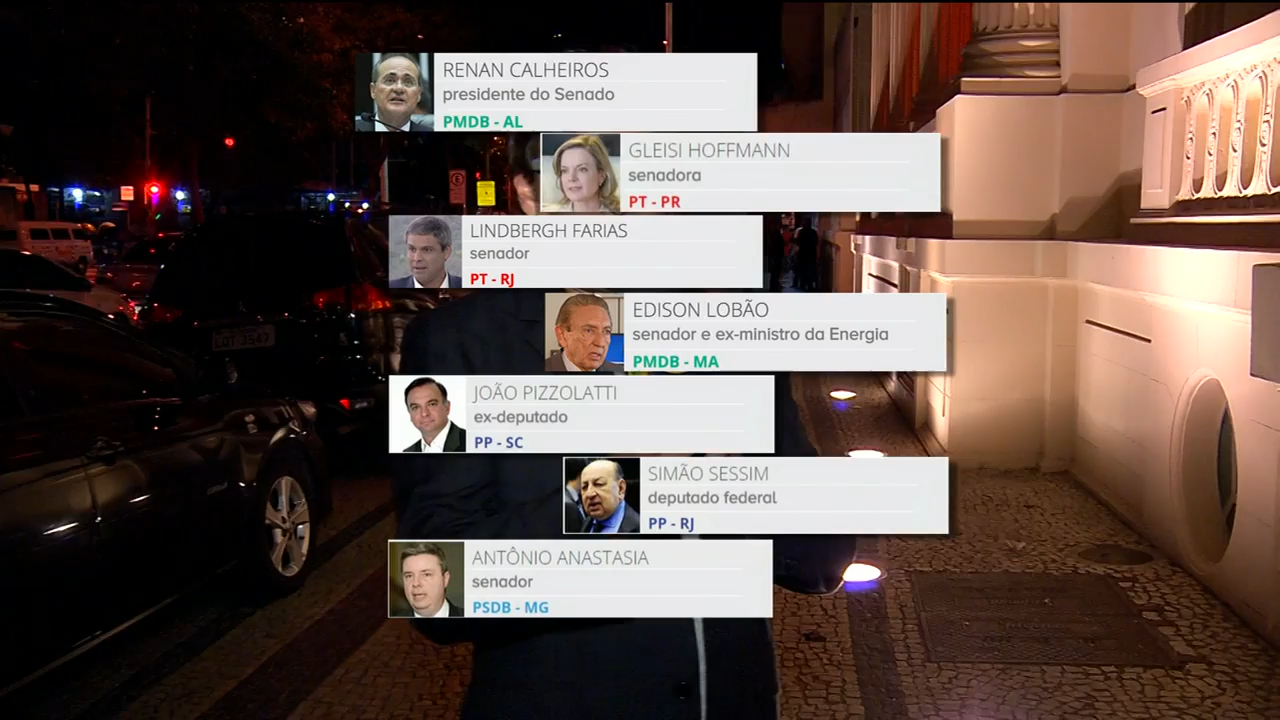 RENAN CALHEIROS
presidente do Senado
PMDB - AL
GLEISI HOFFMANN
senadora
PT - PR
LINDBERGH FARIAS
senador
PT - RJ
EDISON LOBÃO
senador e ex-ministro da Energia
PMDB - MA
JOÃO PIZZOLATTI
ex-deputado
PP - SC
SIMÃO SESSIM
deputado federal
PP - RJ
ANTÔNIO ANASTASIA
senador
PSDB - MG